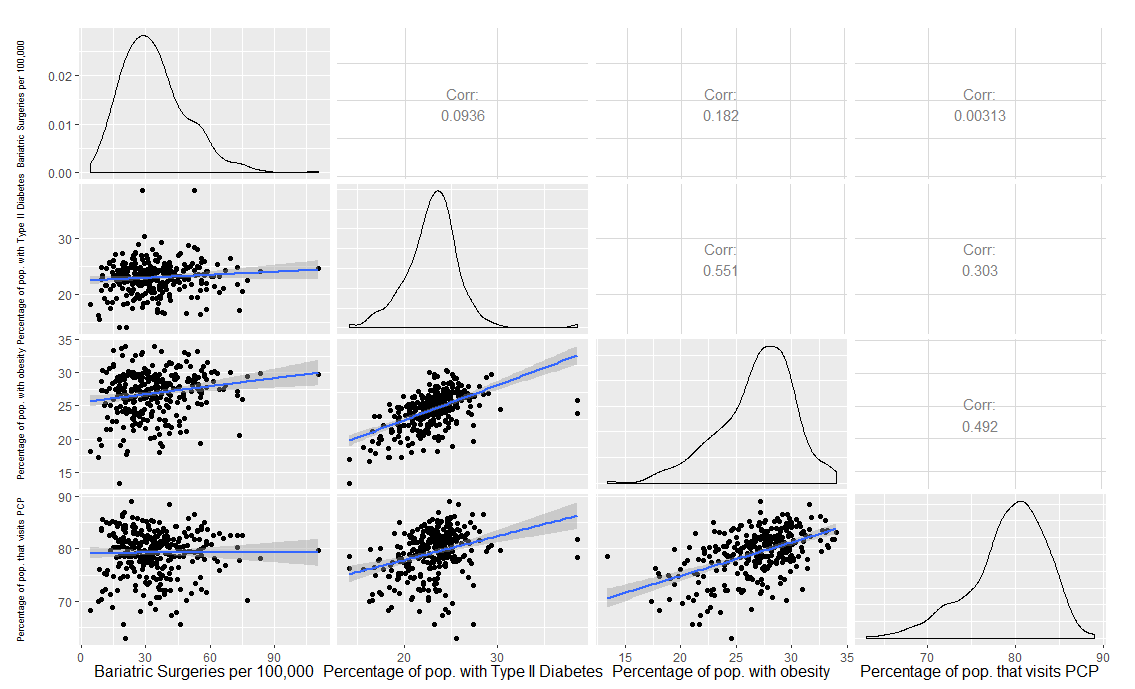 Bariatric Surgeries per 100,000
0.02
0.01
0.00
Corr:
0.0936
Corr:
0.182
Corr:
0.00313
Percentage of pop. with Type II Diabetes
30
20
Corr:
0.551
Corr:
0.303
Percentage of pop. with obesity
35
30
25
20
15
Corr:
0.492
Percentage of pop. that visits PCP
90
80
70
0 30 60 90
20 30
15 20 25 30 35
70 80 90
Bariatric Surgeries per 100,000
Percentage of pop. with Type II Diabetes
Percentage of pop. with obesity
Percentage of pop. that visits PCP